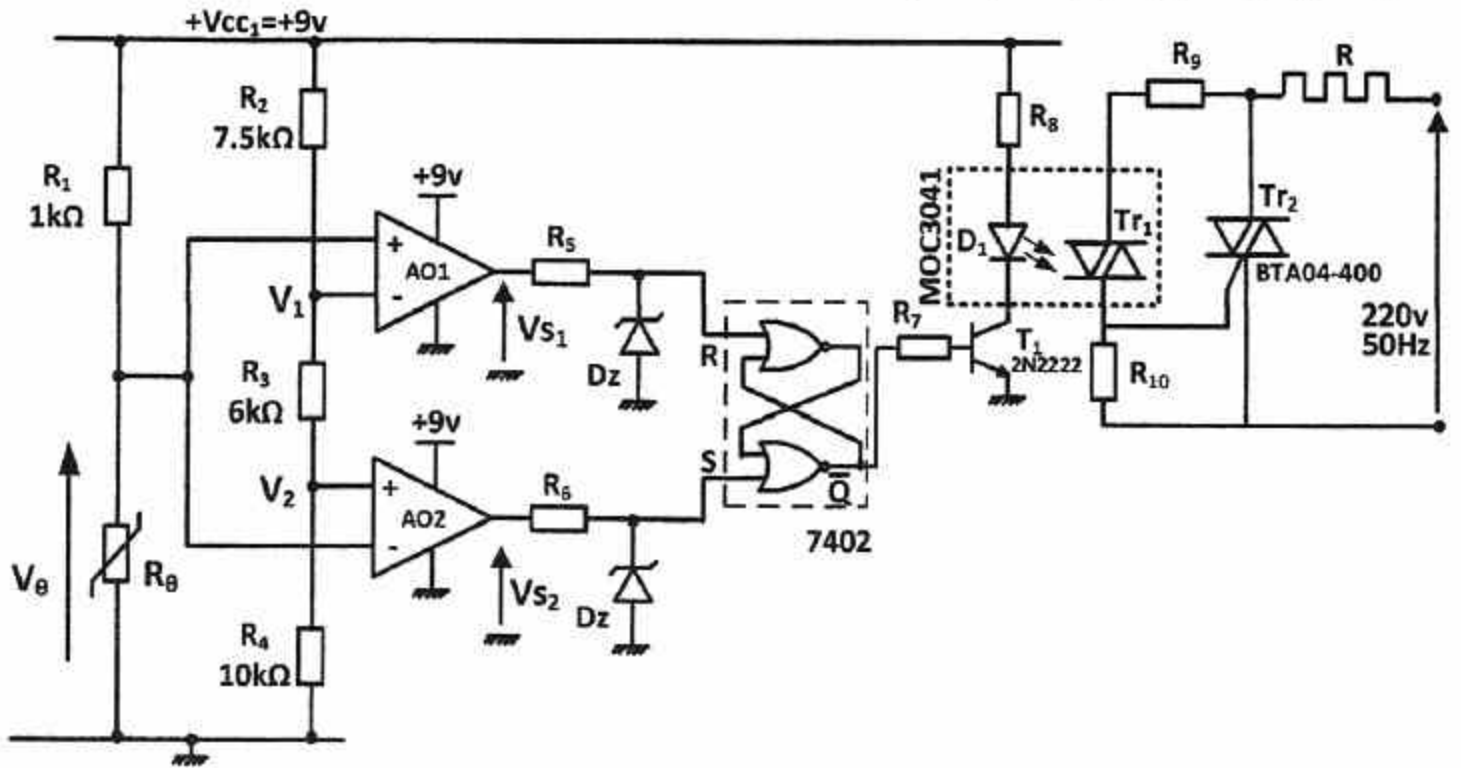 +Vcc₁=+9v
R₂
7.5kΩ
R₁
1kΩ
+9v
+
AO1
-
V₁
R₅
Vs₁
Dz
R₃
6kΩ
+9v
V₂
+
AO2
-
R₆
Vs₂
Dz
Vθ
Rθ
R₄
10kΩ
R
S
Q̅
7402
R₇
T₁
2N2222
R₈
MOC3041
D₁
Tr₁
R₉
R
Tr₂
BTA04-400
R₁₀
220v
50Hz